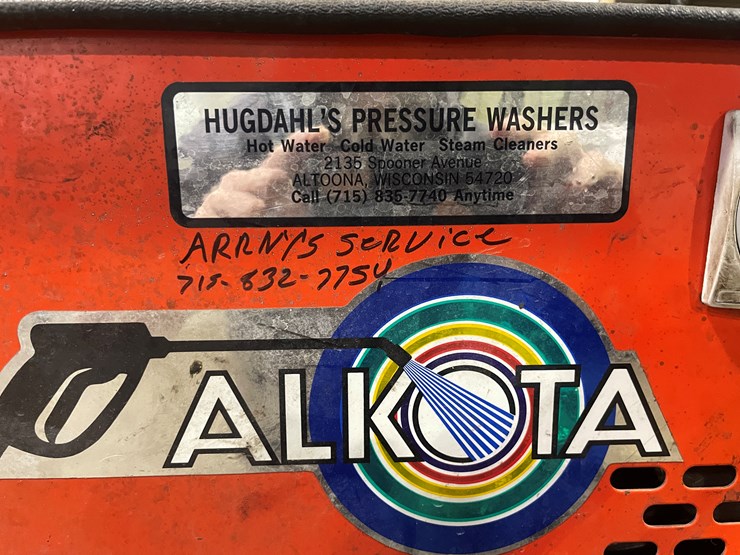 HUGDAHL'S PRESSURE WASHERS
Hot Water Cold Water Steam Cleaners
2135 Spooner Avenue
ALTOONA, WISCONSIN 54720
Call (715) 835-7740 Anytime
SERVICE
715-832-7754
ALKOTA